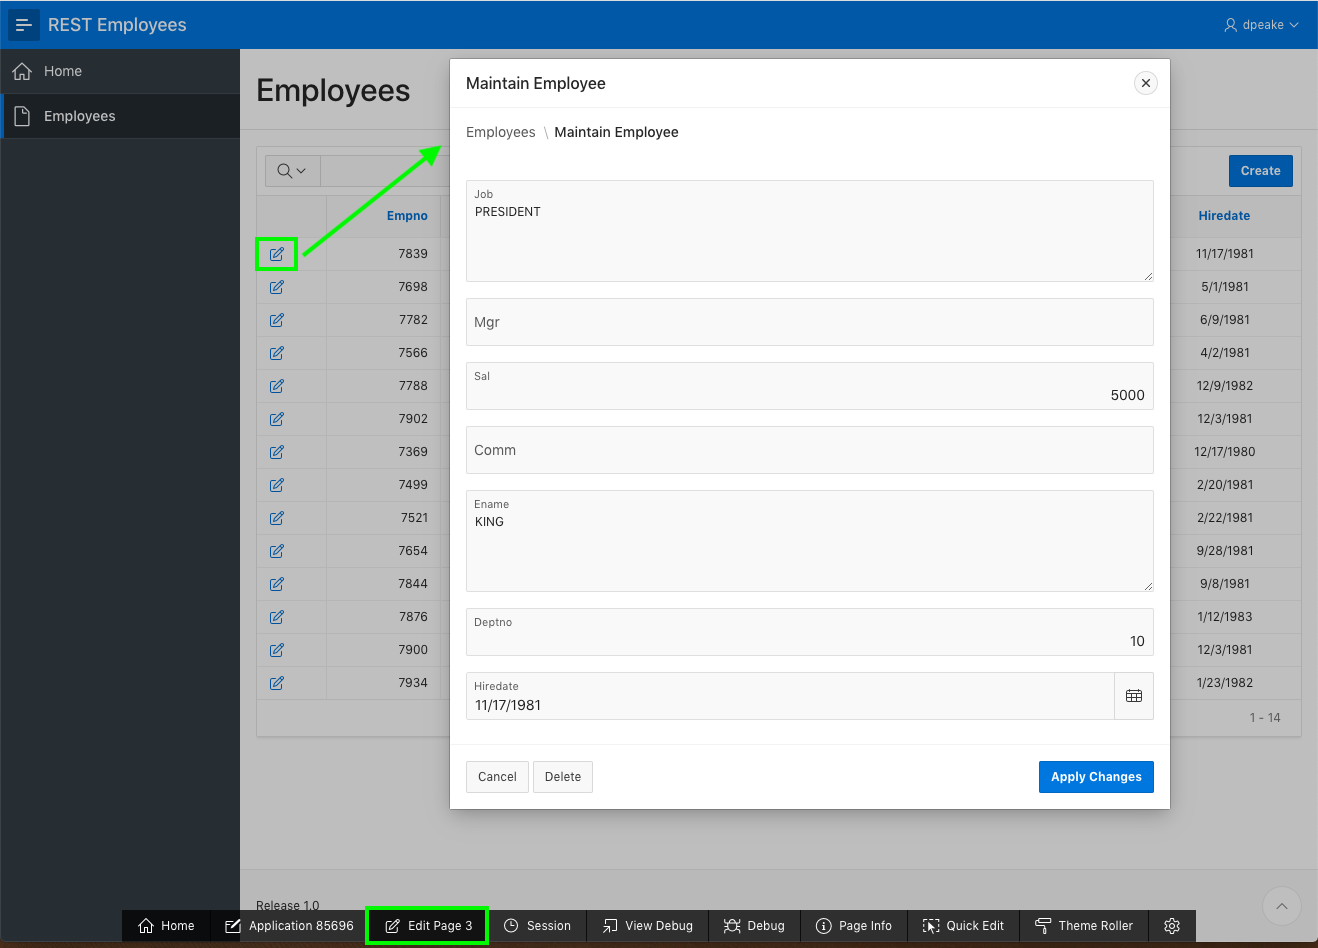 REST Employees
dpeake
Home
Employees
Employees
Create
Empno
Hiredate
7839
11/17/1981
7698
5/1/1981
7782
6/9/1981
7566
4/2/1981
7788
12/9/1982
7902
12/3/1981
7369
12/17/1980
7499
2/20/1981
7521
2/22/1981
7654
9/28/1981
7844
9/8/1981
7876
1/12/1983
7900
12/3/1981
7934
1/23/1982
1 - 14
Maintain Employee
Employees \ Maintain Employee
Job
PRESIDENT
Mgr
Sal
5000
Comm
Ename
KING
Deptno
10
Hiredate
11/17/1981
Cancel
Delete
Apply Changes
Release 1.0
Home
Application 85696
Edit Page 3
Session
View Debug
Debug
Page Info
Quick Edit
Theme Roller